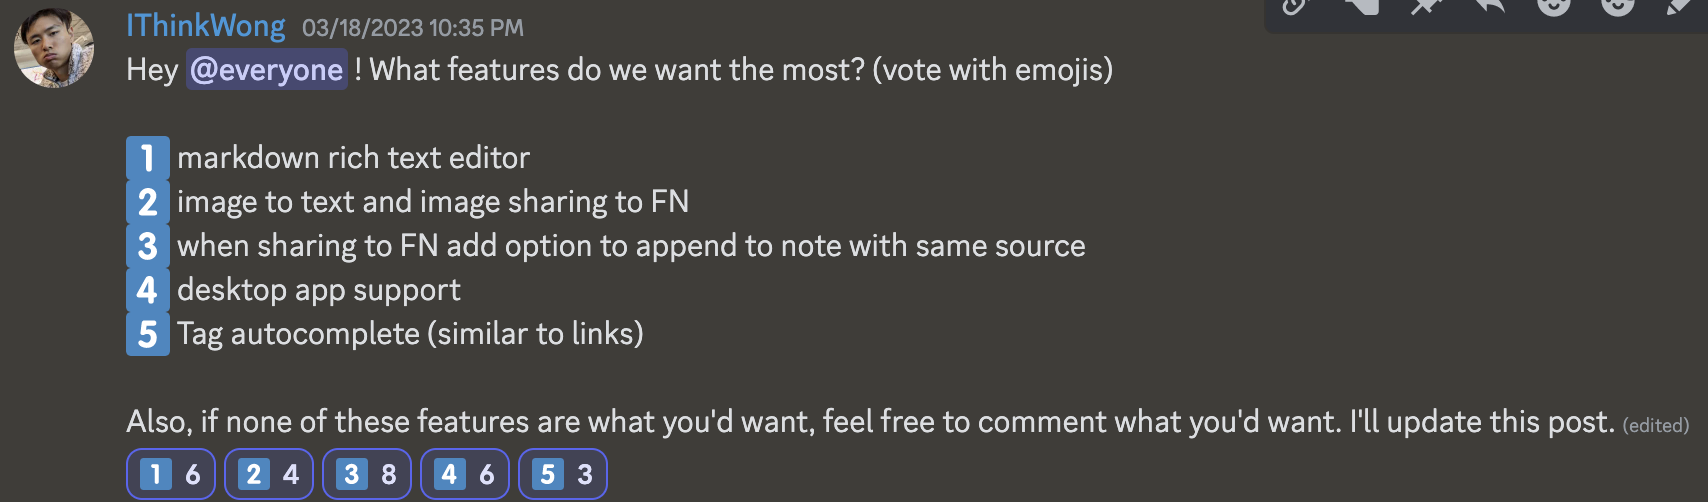 IThinkWong 03/18/2023 10:35 PM
Hey @everyone ! What features do we want the most? (vote with emojis)
1 markdown rich text editor
2 image to text and image sharing to FN
3 when sharing to FN add option to append to note with same source
4 desktop app support
5 Tag autocomplete (similar to links)
Also, if none of these features are what you'd want, feel free to comment what you'd want. I'll update this post. (edited)
1 6 2 4 3 8 4 6 5 3